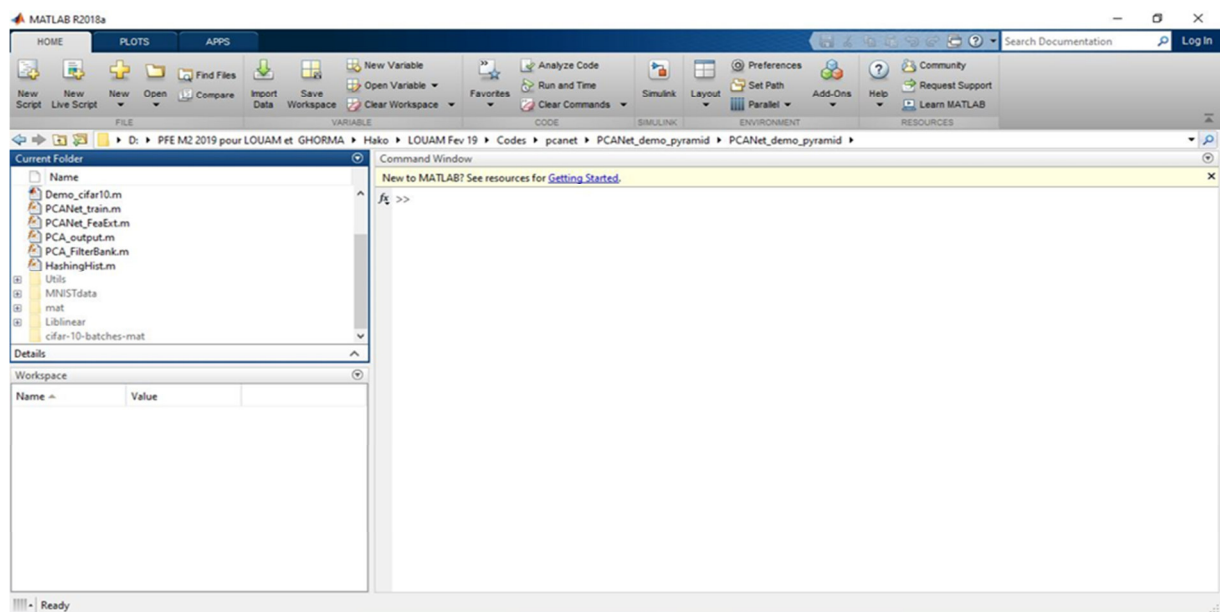 MATLAB R2018a
HOME PLOTS APPS
Search Documentation
Log In
New Script
New Live Script
New
Open
Find Files
Compare
Import Data
Save Workspace
New Variable
Open Variable
Clear Workspace
Favorites
Analyze Code
Run and Time
Clear Commands
Simulink
Layout
Preferences
Set Path
Parallel
Add-Ons
Help
Community
Request Support
Learn MATLAB
FILE VARIABLE CODE SIMULINK ENVIRONMENT RESOURCES
D: PFE M2 2019 pour LOUAM et GHORMA Hako LOUAM Fev 19 Codes pcanet PCANet_demo_pyramid PCANet_demo_pyramid
Current Folder
Name
Demo_cifar10.m
PCANet_train.m
PCANet_FeaExt.m
PCA_output.m
PCA_FilterBank.m
HashingHist.m
Utils
MNISTdata
mat
Liblinear
cifar-10-batches-mat
Details
Workspace
Name Value
Command Window
New to MATLAB? See resources for Getting Started.
fx >>
Ready